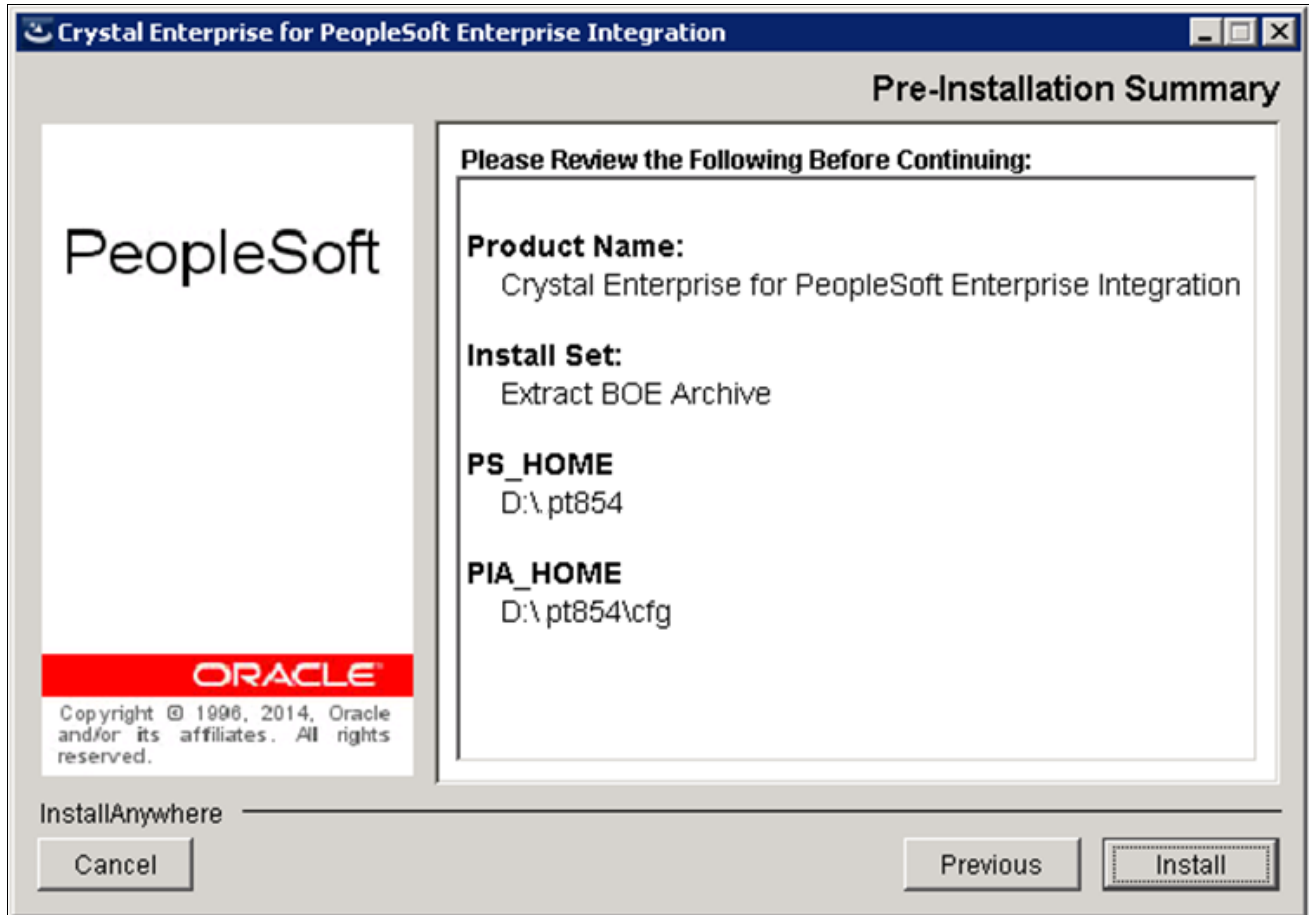 Crystal Enterprise for PeopleSoft Enterprise Integration
Pre-Installation Summary
PeopleSoft
ORACLE
Copyright © 1996, 2014, Oracle
and/or its affiliates. All rights
reserved.
Please Review the Following Before Continuing:
Product Name:
Crystal Enterprise for PeopleSoft Enterprise Integration
Install Set:
Extract BOE Archive
PS_HOME
D:\.pt854
PIA_HOME
D:\ pt854\cfg
InstallAnywhere
Cancel
Previous
Install